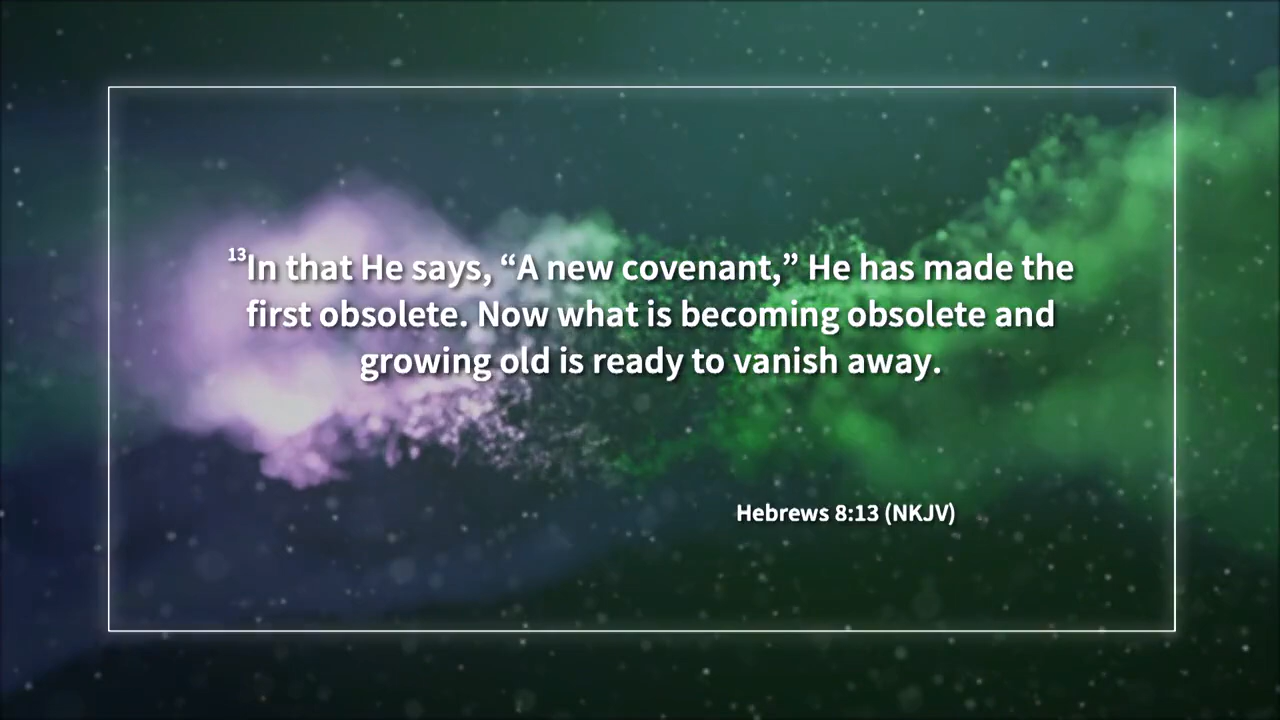 13In that He says, “A new covenant,” He has made the
first obsolete. Now what is becoming obsolete and
growing old is ready to vanish away.
Hebrews 8:13 (NKJV)